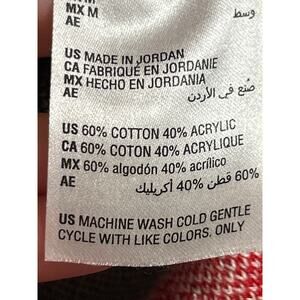 MX M
AE وسط
US MADE IN JORDAN
CA FABRIQUÉ EN JORDANIE
MX HECHO EN JORDANIA
AE صنع في الأردن
US 60% COTTON 40% ACRYLIC
CA 60% COTON 40% ACRYLIQUE
MX 60% algodón 40% acrílico
AE 60% قطن 40% أكريليك
US MACHINE WASH COLD GENTLE
CYCLE WITH LIKE COLORS. ONLY